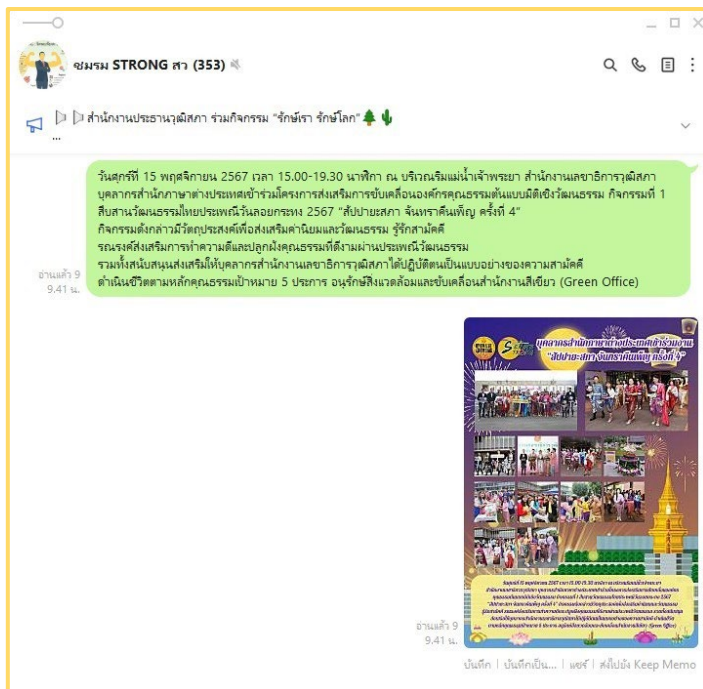 ชมรม STRONG สว (353)
สำนักงานประธานวุฒิสภา ร่วมกิจกรรม "รักษ์เรา รักษ์โลก"🌲🌵
...
วันศุกร์ที่ 15 พฤศจิกายน 2567 เวลา 15.00-19.30 นาฬิกา ณ บริเวณริมแม่น้ำเจ้าพระยา สำนักงานเลขาธิการวุฒิสภา
บุคลากรสำนักภาษาต่างประเทศเข้าร่วมโครงการส่งเสริมการขับเคลื่อนองค์กรคุณธรรมต้นแบบมิติเชิงวัฒนธรรม กิจกรรมที่ 1
สืบสานวัฒนธรรมไทยประเพณีวันลอยกระทง 2567 "สัปปายะสภา จันทราคืนเพ็ญ ครั้งที่ 4"
กิจกรรมดังกล่าวมีวัตถุประสงค์เพื่อส่งเสริมค่านิยมและวัฒนธรรม รู้รักสามัคคี
รณรงค์ส่งเสริมการทำความดีและปลูกฝังคุณธรรมที่ดีงามผ่านประเพณีวัฒนธรรม
รวมทั้งสนับสนุนส่งเสริมให้บุคลากรสำนักงานเลขาธิการวุฒิสภาได้ปฏิบัติตนเป็นแบบอย่างของความสามัคคี
ดำเนินชีวิตตามหลักคุณธรรมเป้าหมาย 5 ประการ อนุรักษ์สิ่งแวดล้อมและขับเคลื่อนสำนักงานสีเขียว (Green Office)
อ่านแล้ว 9
9.41 น.
บุคลากรสำนักภาษาต่างประเทศเข้าร่วมงาน
"สัปปายะสภา จันทราคืนเพ็ญ ครั้งที่ 4"
อ่านแล้ว 9
9.41 น.
บันทึก | บันทึกเป็น... | แชร์ | ส่งไปยัง Keep Memo